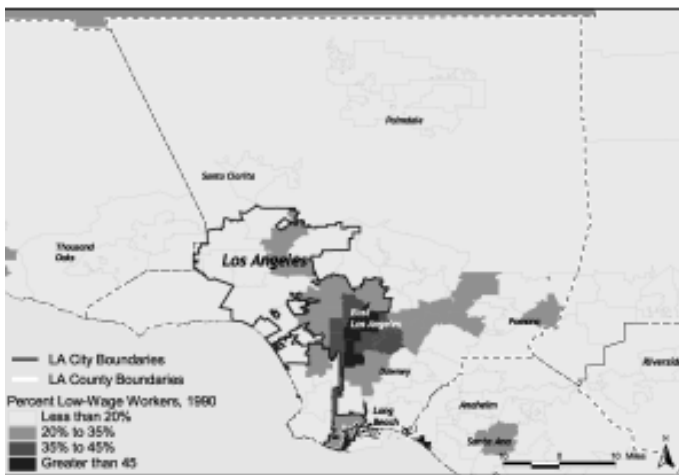 Palmdale
Santa Clarita
Thousand
Oaks
Los Angeles
East
Los Angeles
Pomona
Riverside
Downey
Long
Beach
Anaheim
Santa Ana
LA City Boundaries
LA County Boundaries
Percent Low-Wage Workers, 1990
Less than 20%
20% to 35%
35% to 45%
Greater than 45
10 0 10 Miles
N